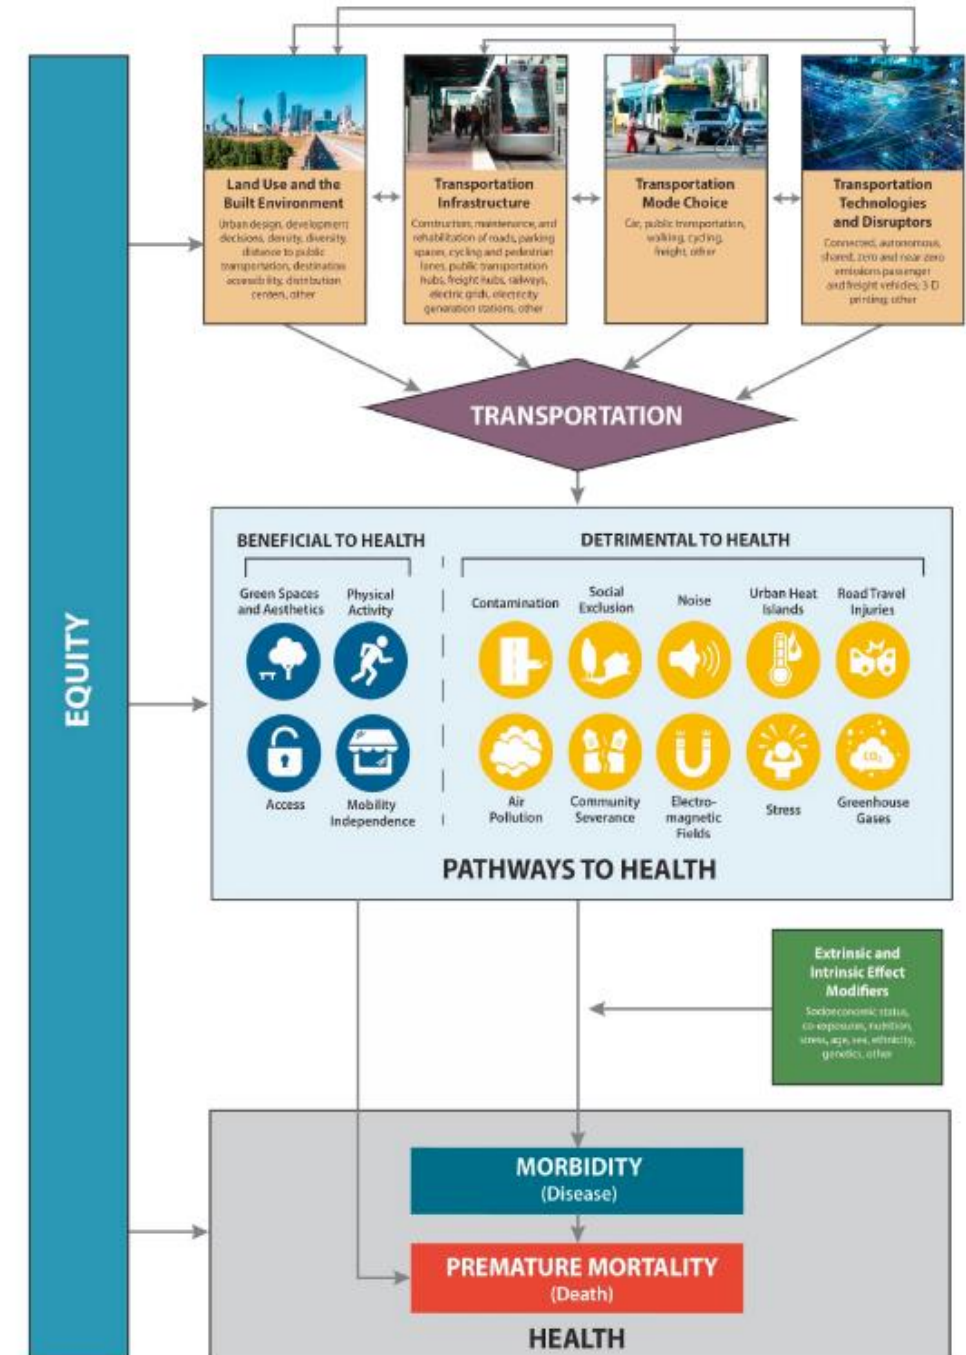 EQUITY
Land Use and the
Built Environment
Urban design, development
decisions, density, diversity,
distance to public
transportation, destination
accessibility, distribution
centers, other
Transportation
Infrastructure
Construction, maintenance, and
rehabilitation of roads, parking
spaces, cycling and pedestrian
lanes, public transportation
hubs, freight hubs, railways,
electric grids, electricity
generation stations, other
Transportation
Mode Choice
Car, public transportation,
walking, cycling,
freight, other
Transportation
Technologies
and Disruptors
Connected, autonomous,
shared, zero and near zero
emissions passenger
and freight vehicles; 3-D
printing; other
TRANSPORTATION
BENEFICIAL TO HEALTH
Green Spaces
and Aesthetics
Physical
Activity
Access
Mobility
Independence
DETRIMENTAL TO HEALTH
Contamination
Social
Exclusion
Noise
Urban Heat
Islands
Road Travel
Injuries
Air
Pollution
Community
Severance
Electro-
magnetic
Fields
Stress
CO₂
Greenhouse
Gases
PATHWAYS TO HEALTH
Extrinsic and
Intrinsic Effect
Modifiers
Socioeconomic status,
co-exposures, nutrition,
stress, age, sex, ethnicity,
genetics, other
MORBIDITY
(Disease)
PREMATURE MORTALITY
(Death)
HEALTH